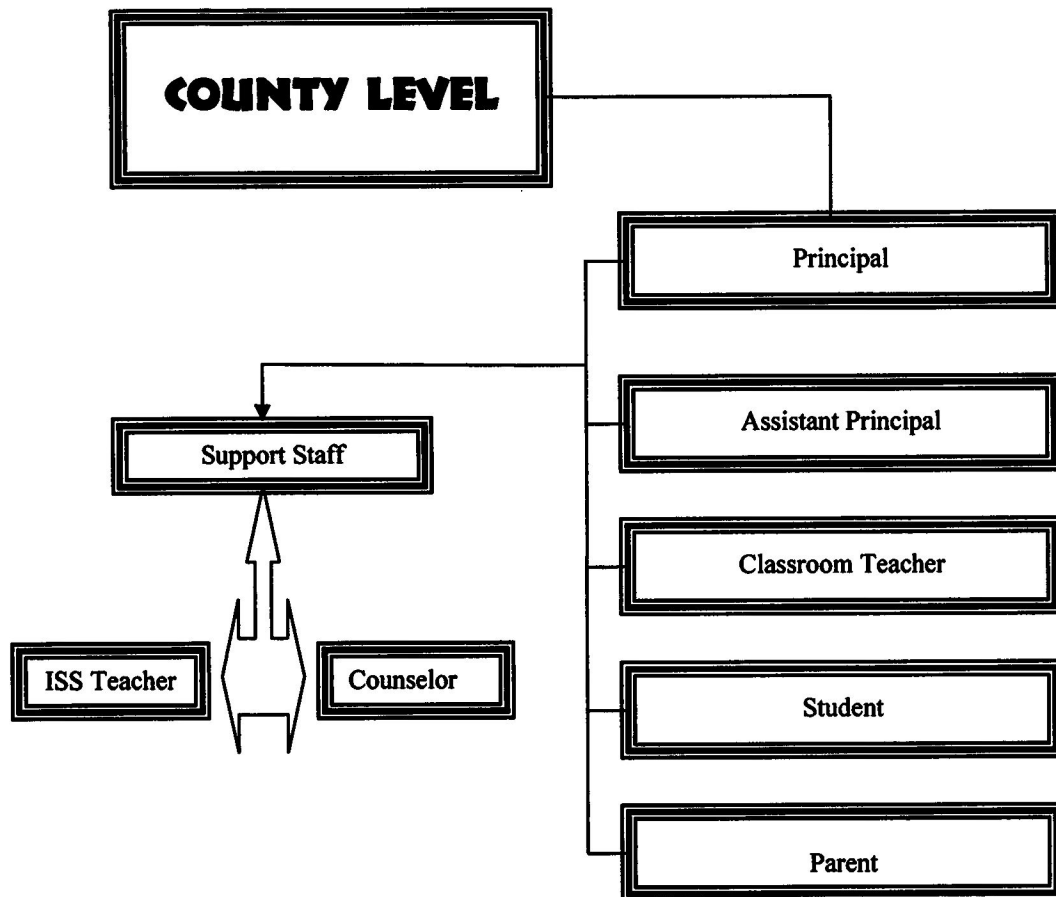 COUNTY LEVEL
Principal
Assistant Principal
Support Staff
Classroom Teacher
ISS Teacher
Counselor
Student
Parent